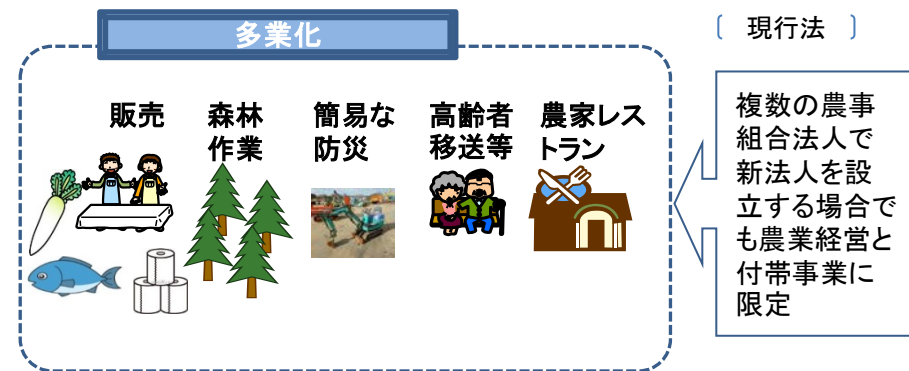 多業化
〔 現行法 〕
販売
森林
作業
簡易な
防災
高齢者
移送等
農家レス
トラン
複数の農事
組合法人で
新法人を設
立する場合で
も農業経営と
付帯事業に
限定